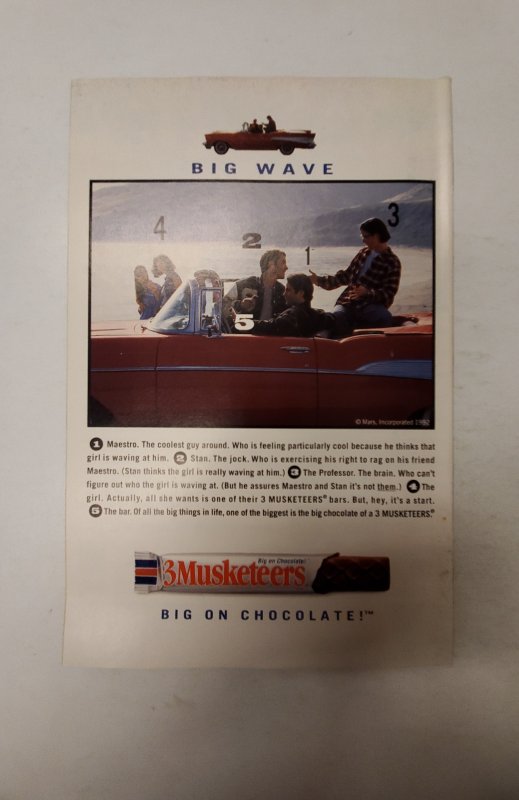 BIG WAVE
4
2
1
3
5
© Mars, Incorporated 1992
1 Maestro. The coolest guy around. Who is feeling particularly cool because he thinks that
girl is waving at him. 2 Stan. The jock. Who is exercising his right to rag on his friend
Maestro. (Stan thinks the girl is really waving at him.) 3 The Professor. The brain. Who can't
figure out who the girl is waving at. (But he assures Maestro and Stan it's not them.) 4 The
girl. Actually, all she wants is one of their 3 MUSKETEERS® bars. But, hey, it's a start.
5 The bar. Of all the big things in life, one of the biggest is the big chocolate of a 3 MUSKETEERS.®
Big on Chocolate!
3Musketeers
BIG ON CHOCOLATE!™